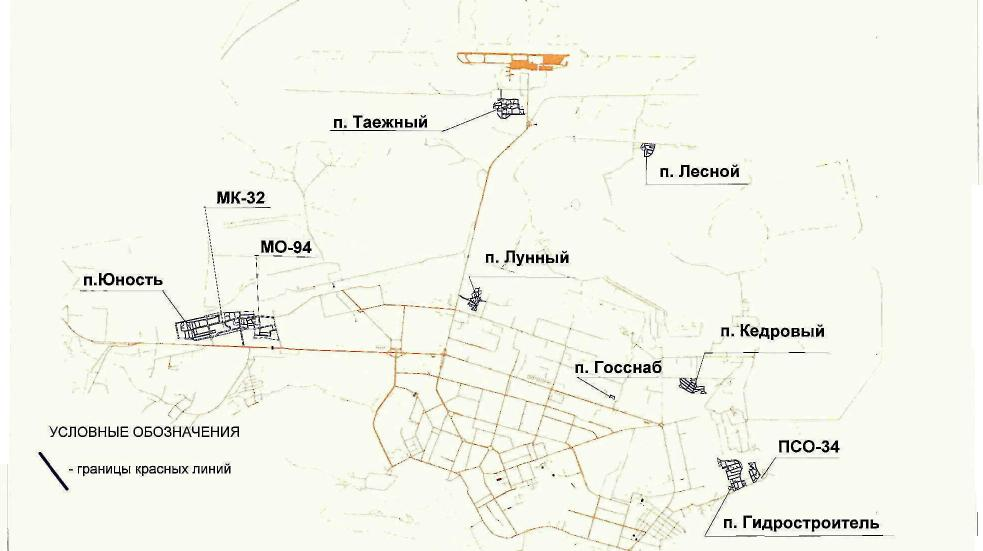 п. Таежный
п. Лесной
МК-32
МО-94
п. Лунный
п.Юность
п. Кедровый
п. Госснаб
УСЛОВНЫЕ ОБОЗНАЧЕНИЯ
- границы красных линий
ПСО-34
п. Гидростроитель